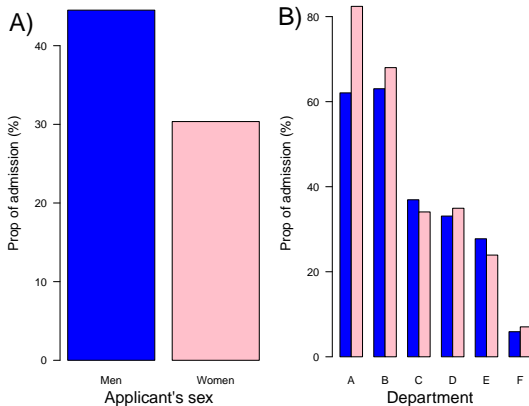 A)
Prop of admission (%)
40
30
20
10
0
Men Women
Applicant's sex
B)
Prop of admission (%)
80
60
40
20
0
A B C D E F
Department